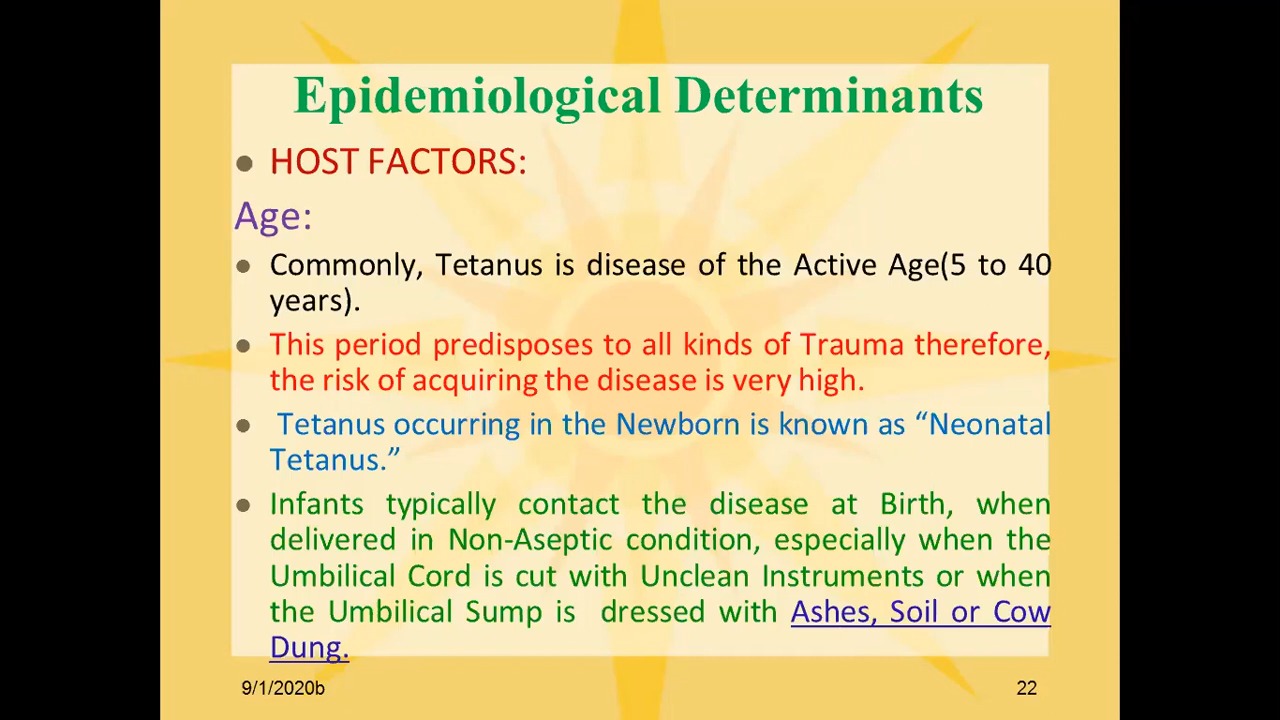 Epidemiological Determinants
HOST FACTORS:
Age:
Commonly, Tetanus is disease of the Active Age(5 to 40
years).
This period predisposes to all kinds of Trauma therefore,
the risk of acquiring the disease is very high.
Tetanus occurring in the Newborn is known as “Neonatal
Tetanus.”
Infants typically contact the disease at Birth, when
delivered in Non-Aseptic condition, especially when the
Umbilical Cord is cut with Unclean Instruments or when
the Umbilical Sump is dressed with Ashes, Soil or Cow
Dung.
9/1/2020b
22